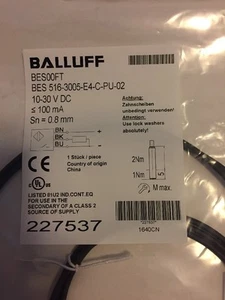 BALLUFF
BES00FT
BES 516-3005-E4-C-PU-02
10-30 V DC
≤ 100 mA
Sn = 0.8 mm
Achtung:
Zahnscheiben
unbedingt verwenden!
Attention:
Use lock washers
absolutely!
BN
BK
BU
1 Stück / piece
Country of origin
China
2Nm
1Nm
M max.
LISTED 81U2 IND.CONT.EQ
FOR USE IN THE
SECONDARY OF A CLASS 2
SOURCE OF SUPPLY
227537
1640CN